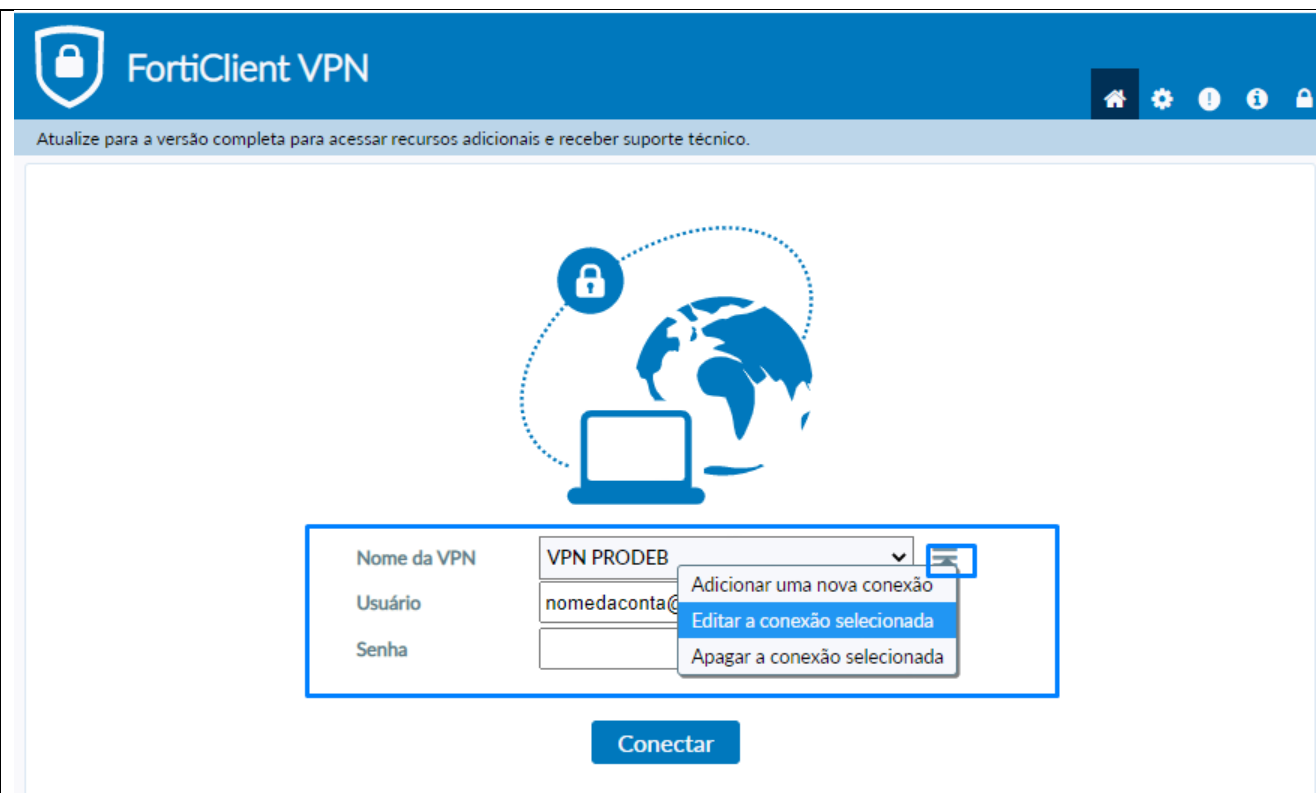 FortiClient VPN
Atualize para a versão completa para acessar recursos adicionais e receber suporte técnico.
Nome da VPN
VPN PRODEB
Adicionar uma nova conexão
Usuário
nomedaconta@
Editar a conexão selecionada
Senha
Apagar a conexão selecionada
Conectar